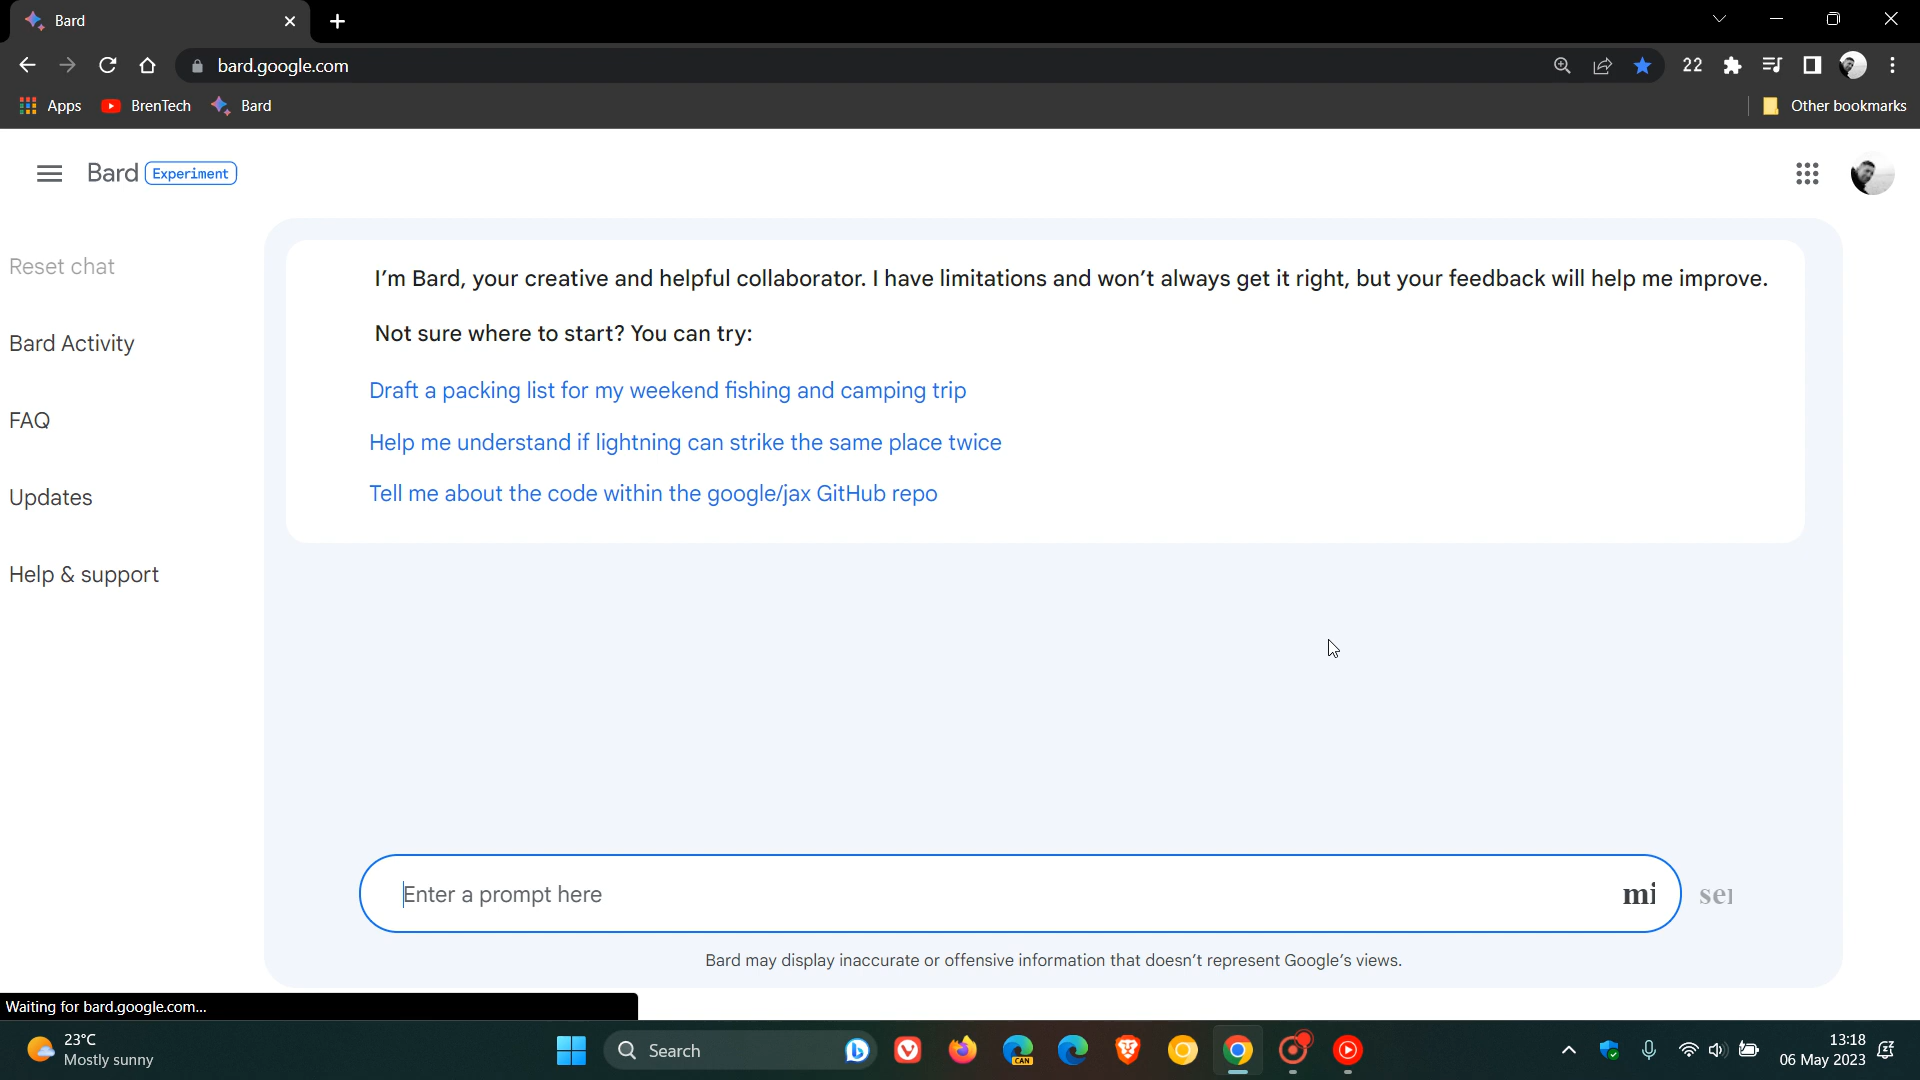 Bard
bard.google.com
22
Apps
BrenTech
Bard
Other bookmarks
Bard Experiment
Reset chat
Bard Activity
FAQ
Updates
Help & support
I'm Bard, your creative and helpful collaborator. I have limitations and won't always get it right, but your feedback will help me improve.
Not sure where to start? You can try:
Draft a packing list for my weekend fishing and camping trip
Help me understand if lightning can strike the same place twice
Tell me about the code within the google/jax GitHub repo
Enter a prompt here
mi
sei
Bard may display inaccurate or offensive information that doesn't represent Google's views.
Waiting for bard.google.com...
23°C
Mostly sunny
Search
CAN
13:18
06 May 2023